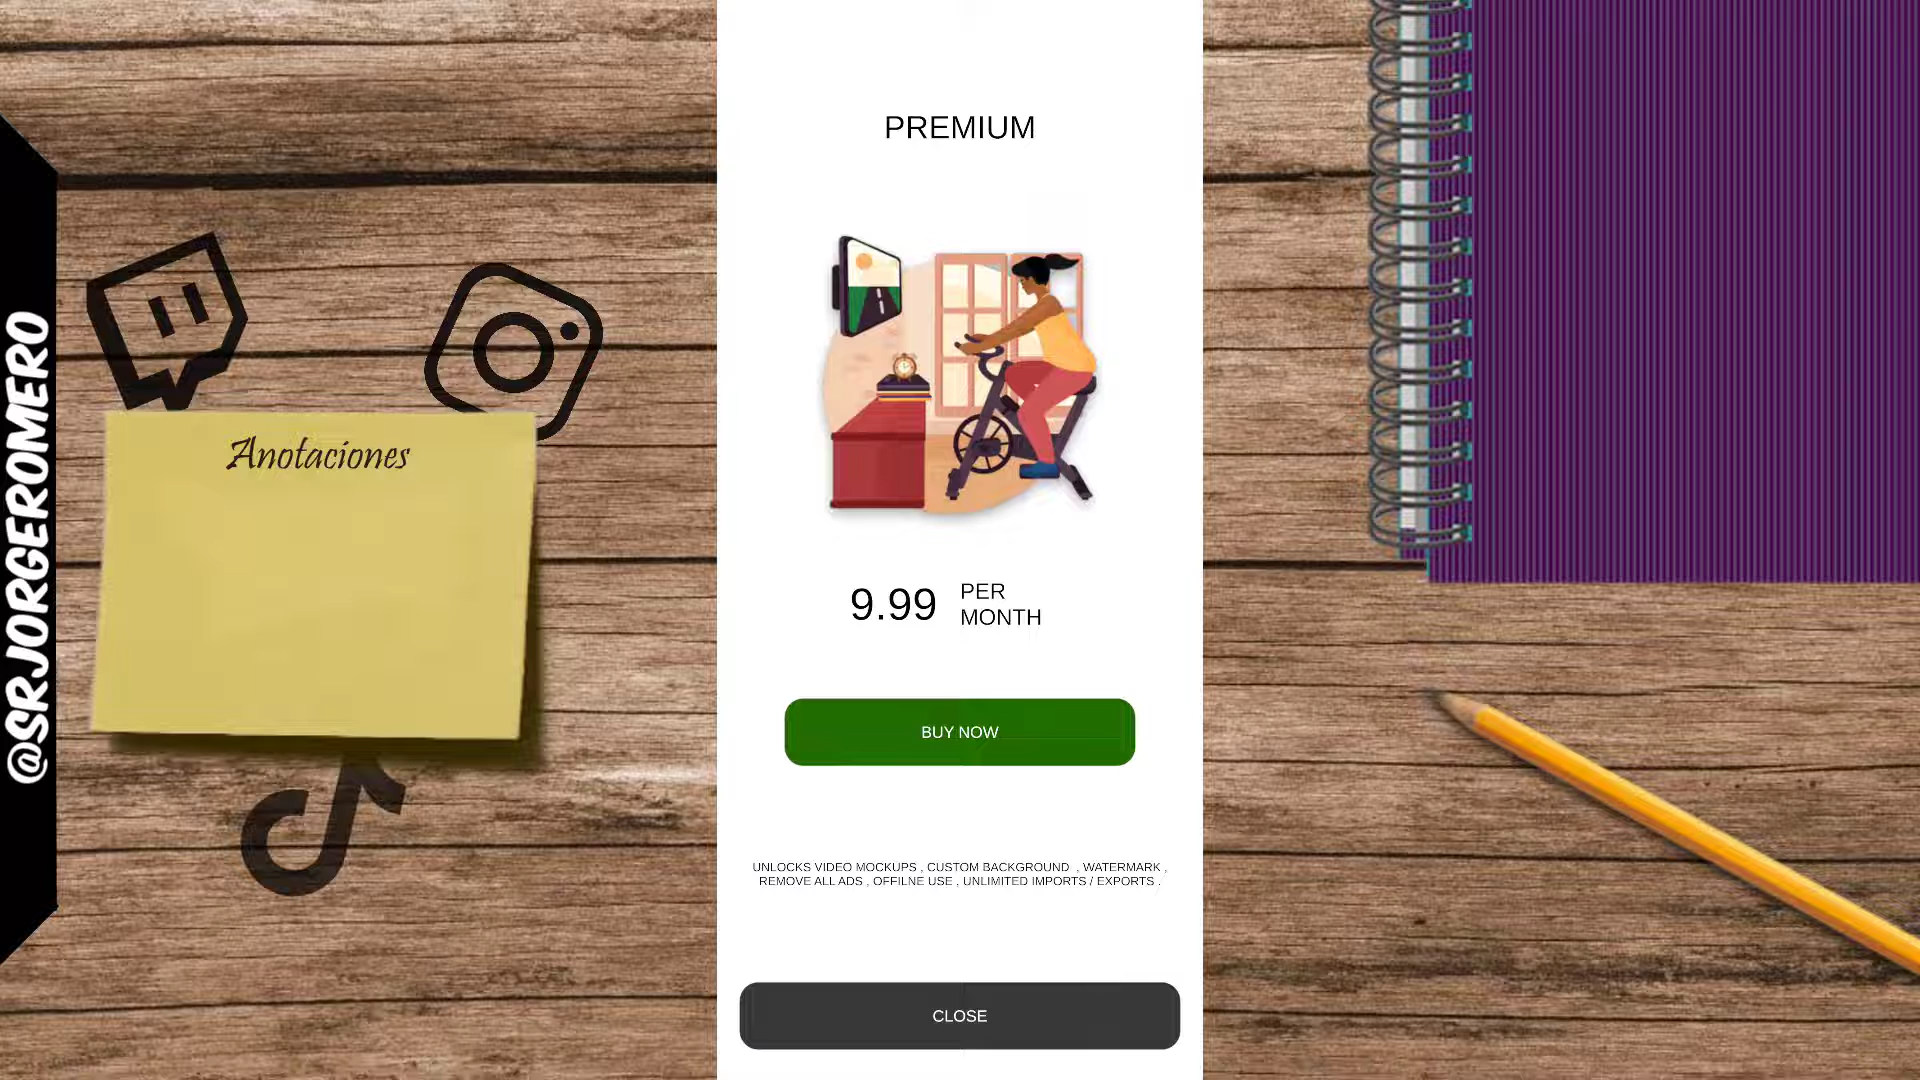 @SRJORGEROMERO
Anotaciones
PREMIUM
9.99 PER
MONTH
BUY NOW
UNLOCKS VIDEO MOCKUPS , CUSTOM BACKGROUND , WATERMARK ,
REMOVE ALL ADS , OFFILNE USE , UNLIMITED IMPORTS / EXPORTS .
CLOSE